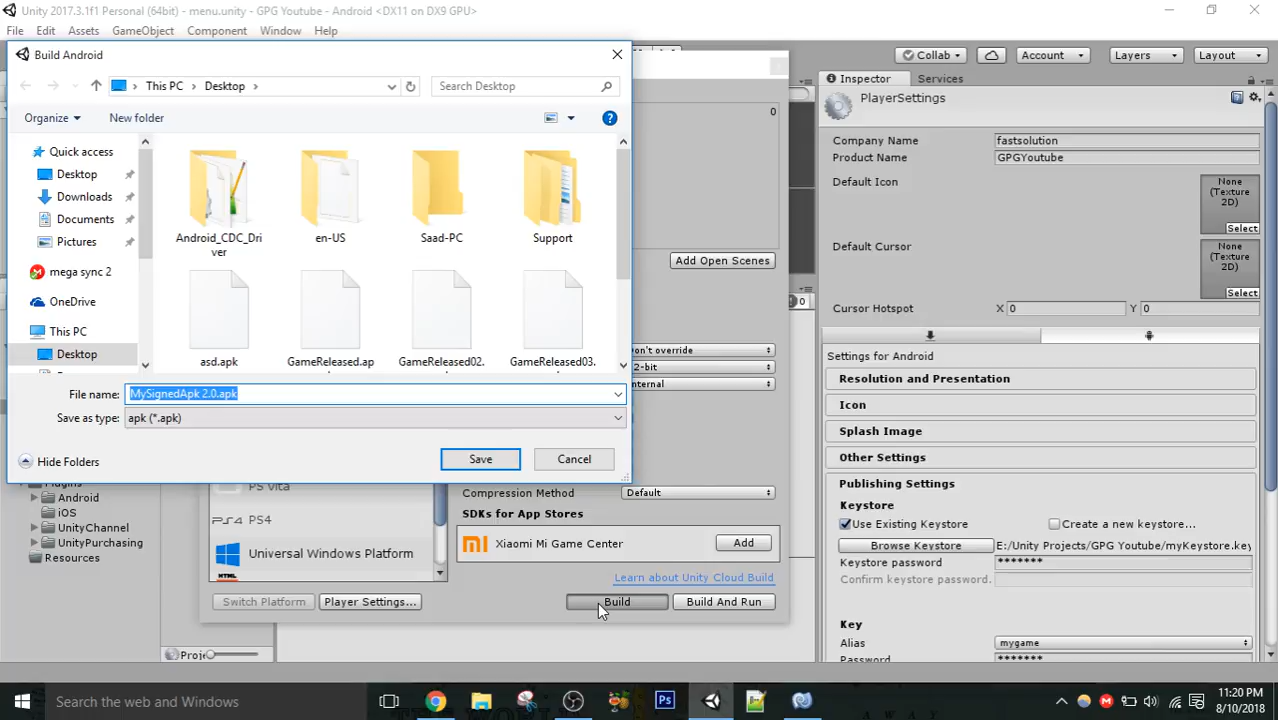 Unity 2017.3.1f1 Personal (64bit) - menu.unity - GPG Youtube - Android <DX11 on DX9 GPU>
File Edit Assets GameObject Component Window Help
Build Android
Collab Account Layers Layout
This PC Desktop
Search Desktop
Organize New folder
Quick access
Desktop
Downloads
Documents
Pictures
mega sync 2
OneDrive
This PC
Desktop
Android_CDC_Dri
ver
en-US
Saad-PC
Support
asd.apk
GameReleased.ap
GameReleased02.
GameReleased03.
File name: MySignedApk 2.0.apk
Save as type: apk (*.apk)
Hide Folders
Save
Cancel
0
Add Open Scenes
on't override
2-bit
nternal
Compression Method Default
SDKs for App Stores
Xiaomi Mi Game Center Add
Learn about Unity Cloud Build
PS Vita
PS4
Universal Windows Platform
HTML
Switch Platform Player Settings... Build Build And Run
Plugins
Android
iOS
UnityChannel
UnityPurchasing
Resources
Proje
0
Inspector Services
PlayerSettings
Company Name fastsolution
Product Name GPGYoutube
Default Icon
None
(Texture
2D)
Select
Default Cursor
None
(Texture
2D)
Select
Cursor Hotspot X 0 Y 0
Settings for Android
Resolution and Presentation
Icon
Splash Image
Other Settings
Publishing Settings
Keystore
Use Existing Keystore Create a new keystore...
Browse Keystore E:/Unity Projects/GPG Youtube/myKeystore.key
Keystore password *******
Confirm keystore password.
Key
Alias mygame
Password *******
Search the web and Windows
11:20 PM
8/10/2018